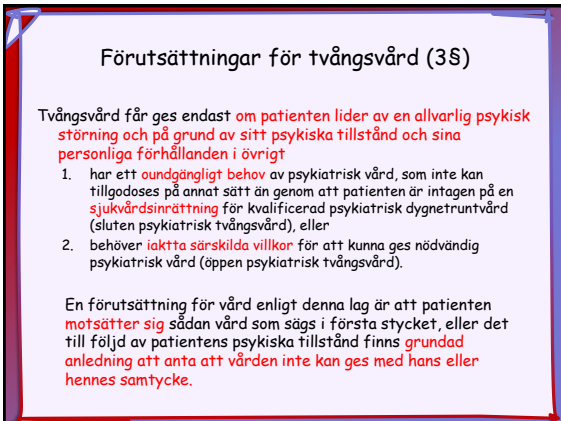 Förutsättningar för tvångsvård (3§)
Tvångsvård får ges endast om patienten lider av en allvarlig psykisk
störning och på grund av sitt psykiska tillstånd och sina
personliga förhållanden i övrigt
1. har ett oundgängligt behov av psykiatrisk vård, som inte kan
tillgodoses på annat sätt än genom att patienten är intagen på en
sjukvårdsinrättning för kvalificerad psykiatrisk dygnetruntvård
(sluten psykiatrisk tvångsvård), eller
2. behöver iaktta särskilda villkor för att kunna ges nödvändig
psykiatrisk vård (öppen psykiatrisk tvångsvård).
En förutsättning för vård enligt denna lag är att patienten
motsätter sig sådan vård som sägs i första stycket, eller det
till följd av patientens psykiska tillstånd finns grundad
anledning att anta att vården inte kan ges med hans eller
hennes samtycke.